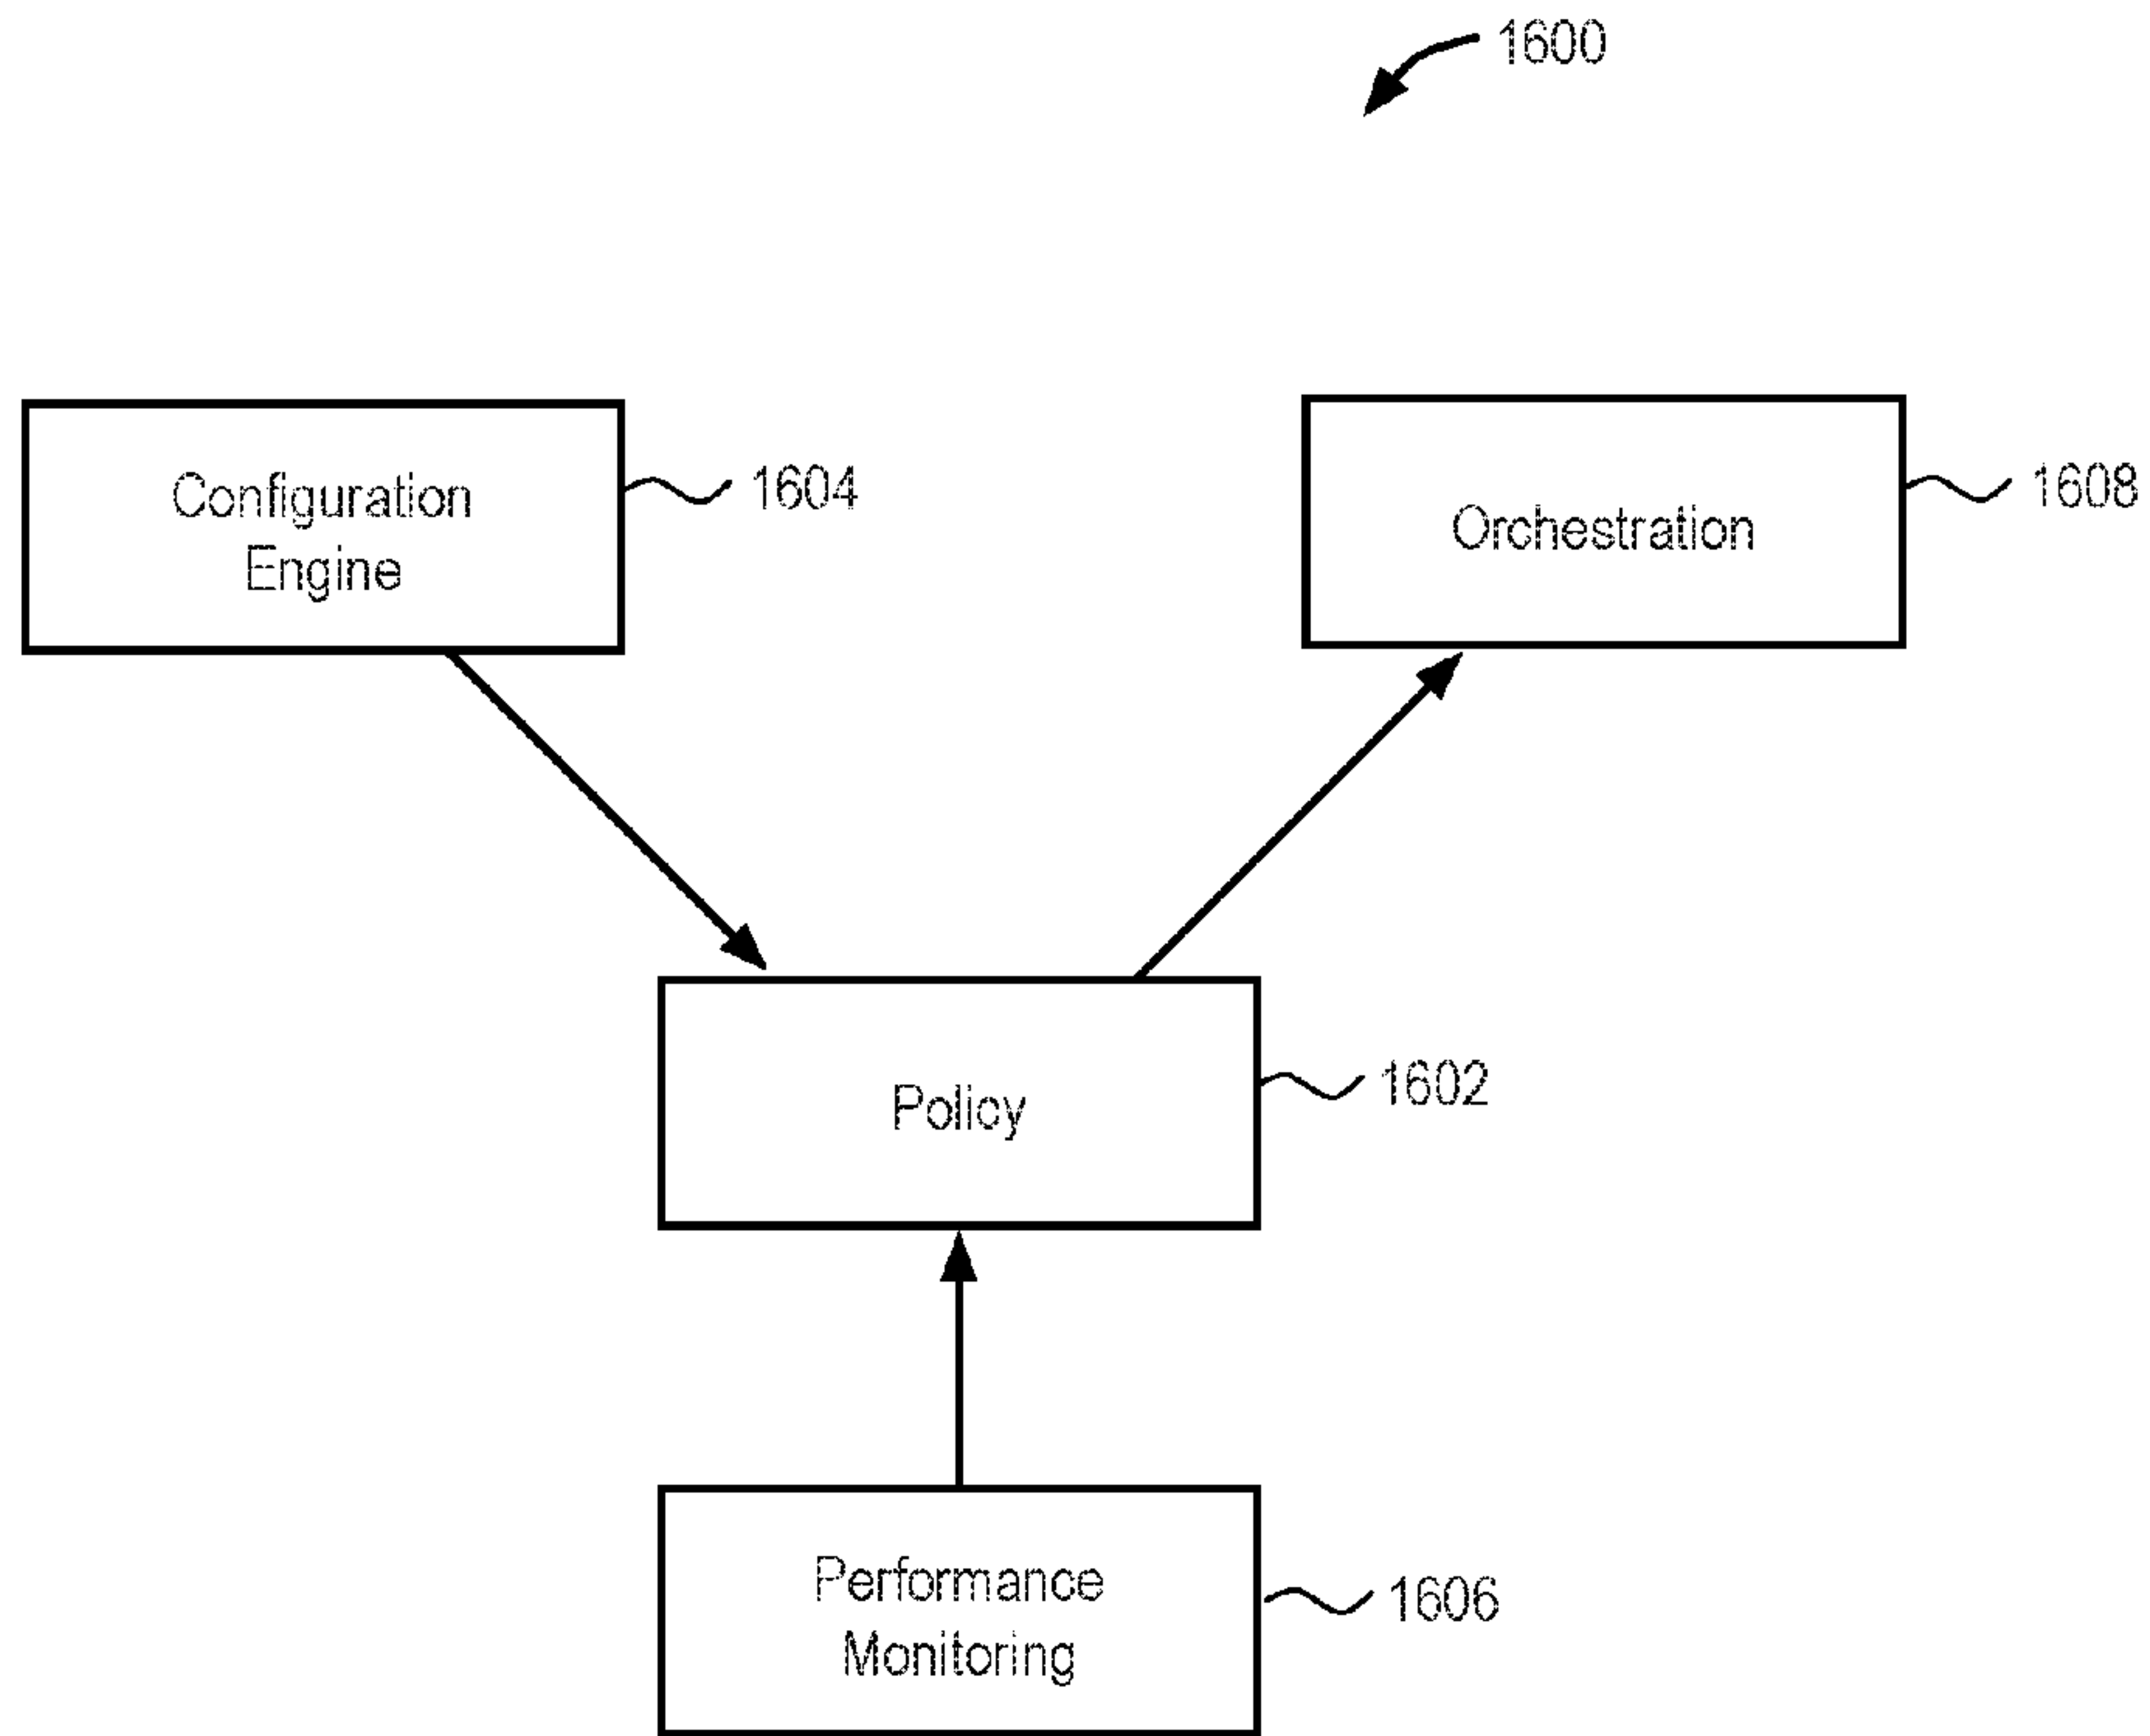 1600
Configuration
Engine
1604
Orchestration
1608
Policy
1602
Performance
Monitoring
1606